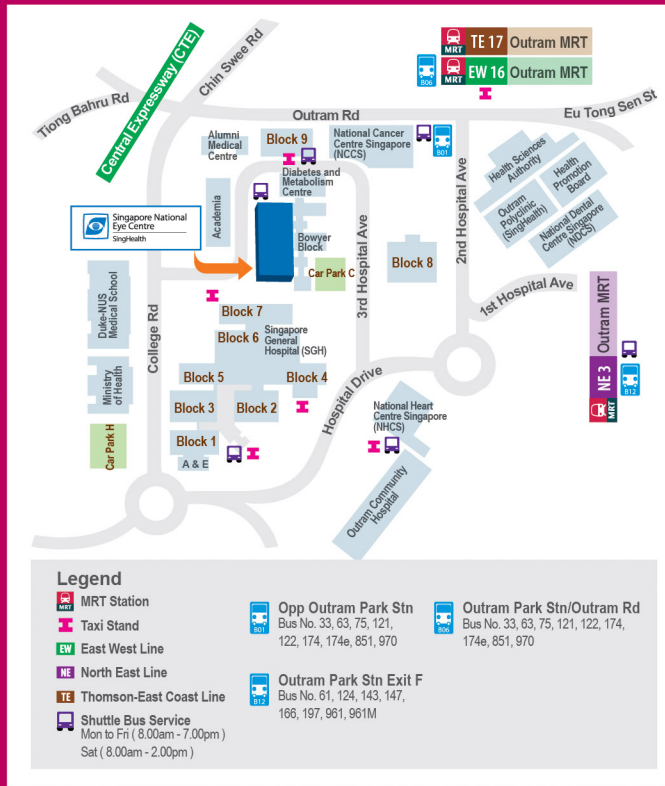 TE 17 Outram MRT
MRT
EW 16 Outram MRT
MRT
B06
Central Expressway (CTE)
Chin Swee Rd
Tiong Bahru Rd
Outram Rd
Eu Tong Sen St
Alumni
Medical
Centre
Block 9
National Cancer
Centre Singapore
(NCCS)
B01
Health Sciences
Authority
Health
Promotion
Board
Outram
Polyclinic
(SingHealth)
National Dental
Centre Singapore
(NDCS)
Diabetes and
Metabolism
Centre
Academia
Singapore National
Eye Centre
SingHealth
Bowyer
Block
Car Park C
3rd Hospital Ave
Block 8
2nd Hospital Ave
1st Hospital Ave
Outram MRT
NE 3
MRT
B12
Duke-NUS
Medical School
College Rd
Block 7
Block 6
Singapore
General
Hospital (SGH)
Block 5
Block 4
Hospital Drive
Ministry
of Health
Block 3
Block 2
National Heart
Centre Singapore
(NHCS)
Car Park H
Block 1
A & E
Outram Community
Hospital
Legend
MRT
MRT Station
Taxi Stand
EW East West Line
NE North East Line
TE Thomson-East Coast Line
Shuttle Bus Service
Mon to Fri ( 8.00am - 7.00pm )
Sat ( 8.00am - 2.00pm )
B01
Opp Outram Park Stn
Bus No. 33, 63, 75, 121,
122, 174, 174e, 851, 970
B12
Outram Park Stn Exit F
Bus No. 61, 124, 143, 147,
166, 197, 961, 961M
B06
Outram Park Stn/Outram Rd
Bus No. 33, 63, 75, 121, 122, 174,
174e, 851, 970